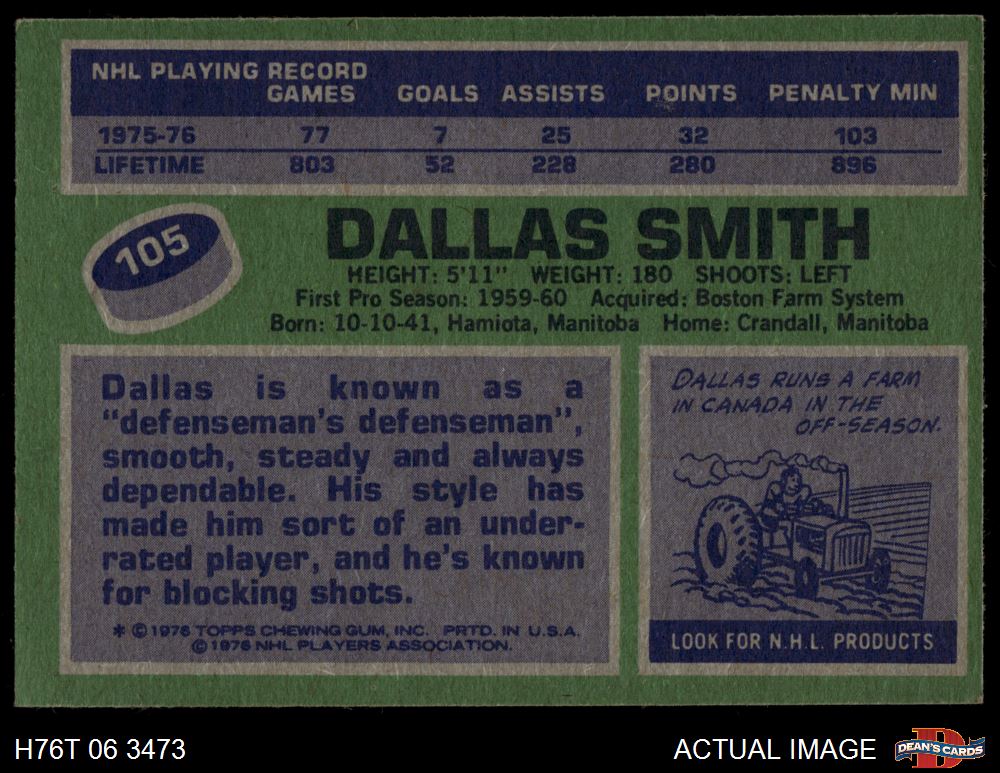 NHL PLAYING RECORD
GAMES GOALS ASSISTS POINTS PENALTY MIN
1975-76 77 7 25 32 103
LIFETIME 803 52 228 280 896
105
DALLAS SMITH
HEIGHT: 5'11" WEIGHT: 180 SHOOTS: LEFT
First Pro Season: 1959-60 Acquired: Boston Farm System
Born: 10-10-41, Hamiota, Manitoba Home: Crandall, Manitoba
Dallas is known as a
"defenseman's defenseman",
smooth, steady and always
dependable. His style has
made him sort of an under-
rated player, and he's known
for blocking shots.
* © 1976 TOPPS CHEWING GUM, INC. PRTD. IN U.S.A.
© 1976 NHL PLAYERS ASSOCIATION.
DALLAS RUNS A FARM
IN CANADA IN THE
OFF-SEASON.
LOOK FOR N.H.L. PRODUCTS
H76T 06 3473
ACTUAL IMAGE
D
DEAN'S CARDS